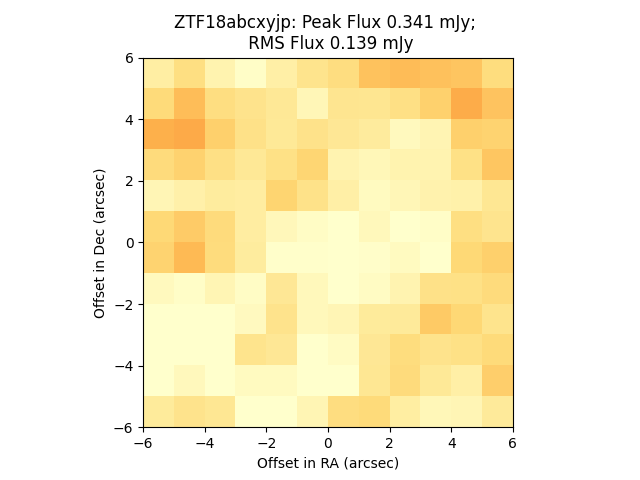 ZTF18abcxyjp: Peak Flux 0.341 mJy;
RMS Flux 0.139 mJy
6
4
2
0
−2
−4
−6
Offset in Dec (arcsec)
−6 −4 −2 0 2 4 6
Offset in RA (arcsec)